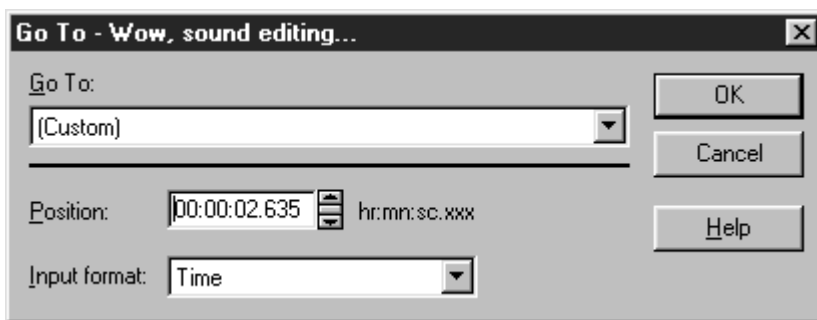 Go To - Wow, sound editing...
Go To:
(Custom)
OK
Cancel
Position: 00:00:02.635 hr:mn:sc.xxx
Help
Input format: Time